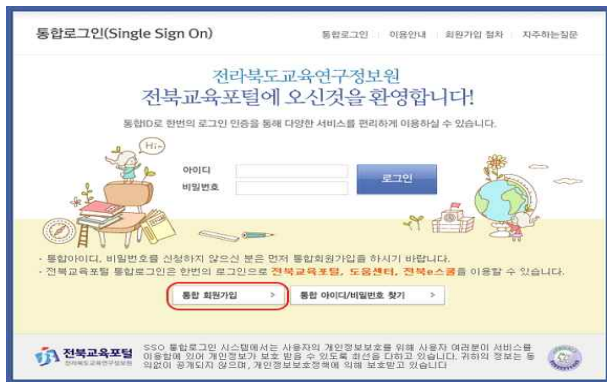 통합로그인(Single Sign On)
통합로그인 이용안내 회원가입 절차 자주하는질문
전라북도교육연구정보원
전북교육포털에 오신것을 환영합니다!
통합ID로 한번의 로그인 인증을 통해 다양한 서비스를 편리하게 이용하실 수 있습니다.
Hi~
아이디
비밀번호
로그인
- 통합아이디, 비밀번호를 신청하지 않으신 분은 먼저 통합회원가입을 하시기 바랍니다.
- 전북교육포털 통합로그인은 한번의 로그인으로 전북교육포털, 도움센터, 전북e스쿨을 이용할 수 있습니다.
통합 회원가입 > 통합 아이디/비밀번호 찾기 >
전북교육포털
전라북도교육연구정보원
SSO 통합로그인 시스템에서는 사용자의 개인정보보호를 위해 사용자 여러분이 서비스를
이용함에 있어 개인정보가 보호 받을 수 있도록 최선을 다하고 있습니다. 귀하의 정보는 동
의없이 공개되지 않으며, 개인정보보호정책에 의해 보호받고 있습니다